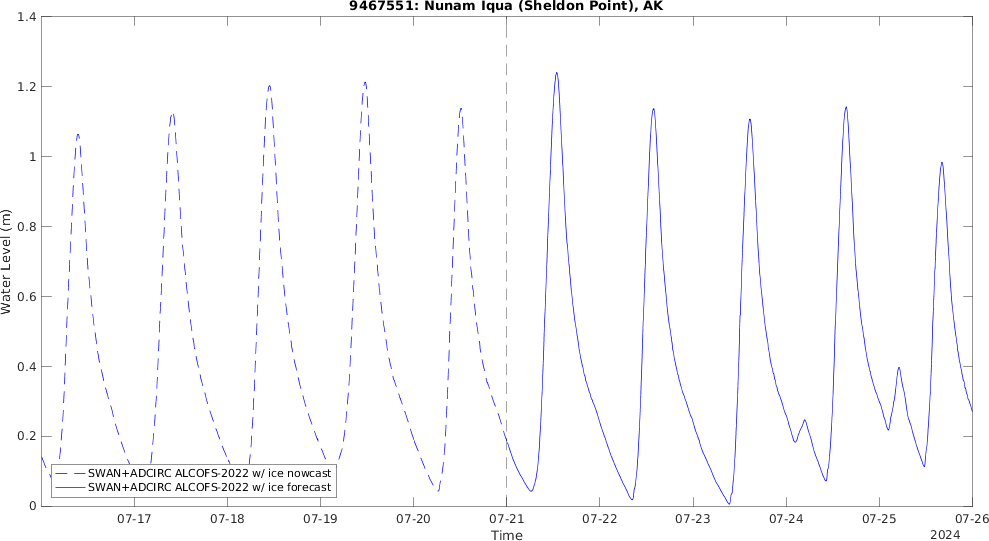 9467551: Nunam Iqua (Sheldon Point), AK
Water Level (m)
1.4
1.2
1
0.8
0.6
0.4
0.2
0
SWAN+ADCIRC ALCOFS-2022 w/ ice nowcast
SWAN+ADCIRC ALCOFS-2022 w/ ice forecast
07-17 07-18 07-19 07-20 07-21 07-22 07-23 07-24 07-25 07-26
Time
2024